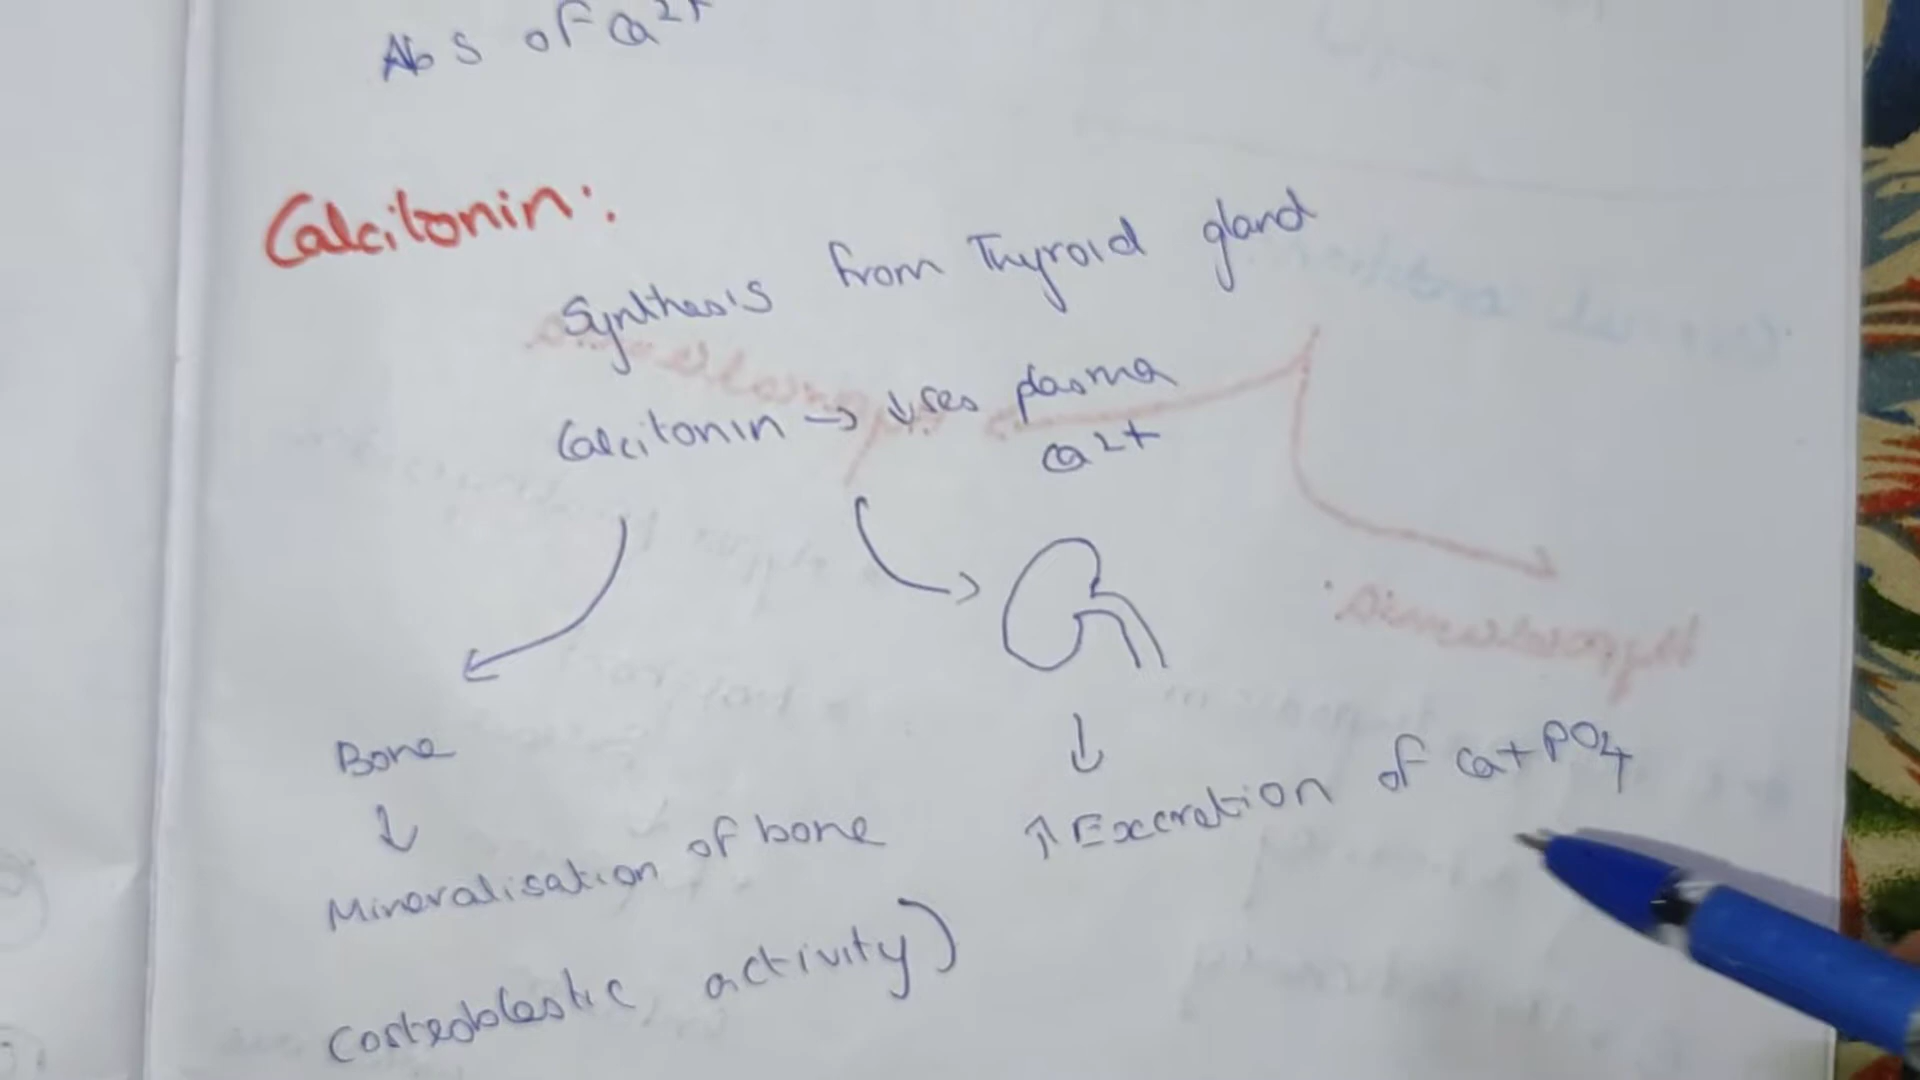 Abs of Ca²⁺
Calcitonin:
Synthesis from Thyroid gland
Calcitonin → ↓ses plasma
Ca²⁺
Bone
↓
Mineralisation of bone
(osteoblastic activity)
↓
↑ Excretion of Ca+PO4